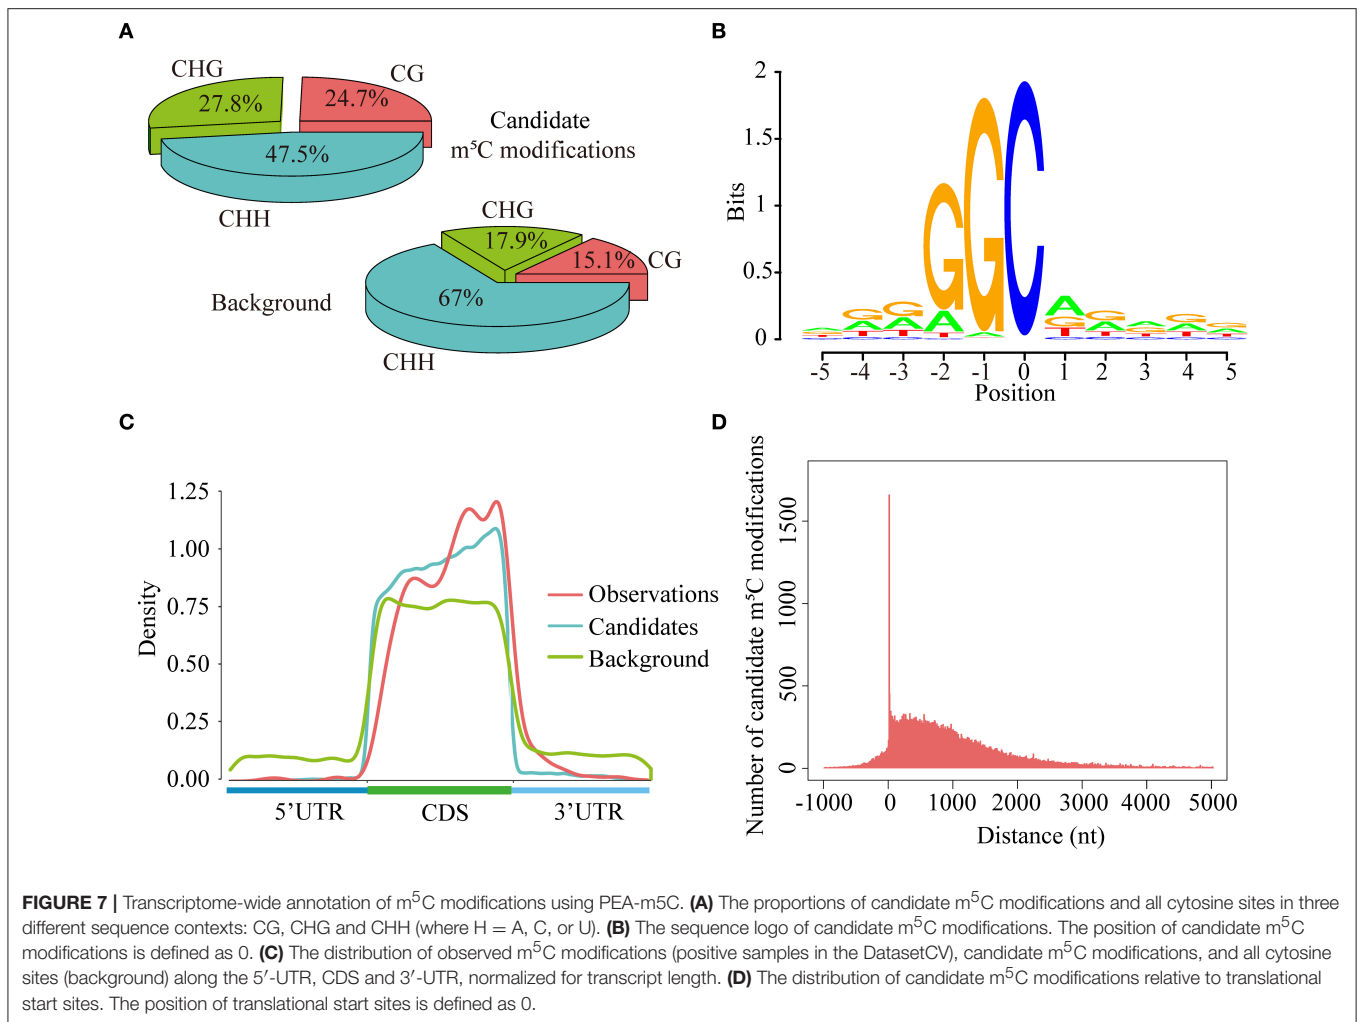 A
CHG
CG
27.8%
24.7%
47.5%
CHH
Candidate
m⁵C modifications
CHG
17.9%
15.1%
CG
67%
CHH
Background
B
Bits
2
1.5
1
0.5
0
G G G G C A G A G G
A A A A G A G A A
T T T T T T T T T
-5 -4 -3 -2 -1 0 1 2 3 4 5
Position
C
Density
1.25
1.00
0.75
0.50
0.25
0.00
Observations
Candidates
Background
5'UTR CDS 3'UTR
D
Number of candidate m⁵C modifications
1500
1000
500
0
-1000 0 1000 2000 3000 4000 5000
Distance (nt)
FIGURE 7 | Transcriptome-wide annotation of m⁵C modifications using PEA-m5C. (A) The proportions of candidate m⁵C modifications and all cytosine sites in three
different sequence contexts: CG, CHG and CHH (where H = A, C, or U). (B) The sequence logo of candidate m⁵C modifications. The position of candidate m⁵C
modifications is defined as 0. (C) The distribution of observed m⁵C modifications (positive samples in the DatasetCV), candidate m⁵C modifications, and all cytosine
sites (background) along the 5′-UTR, CDS and 3′-UTR, normalized for transcript length. (D) The distribution of candidate m⁵C modifications relative to translational
start sites. The position of translational start sites is defined as 0.